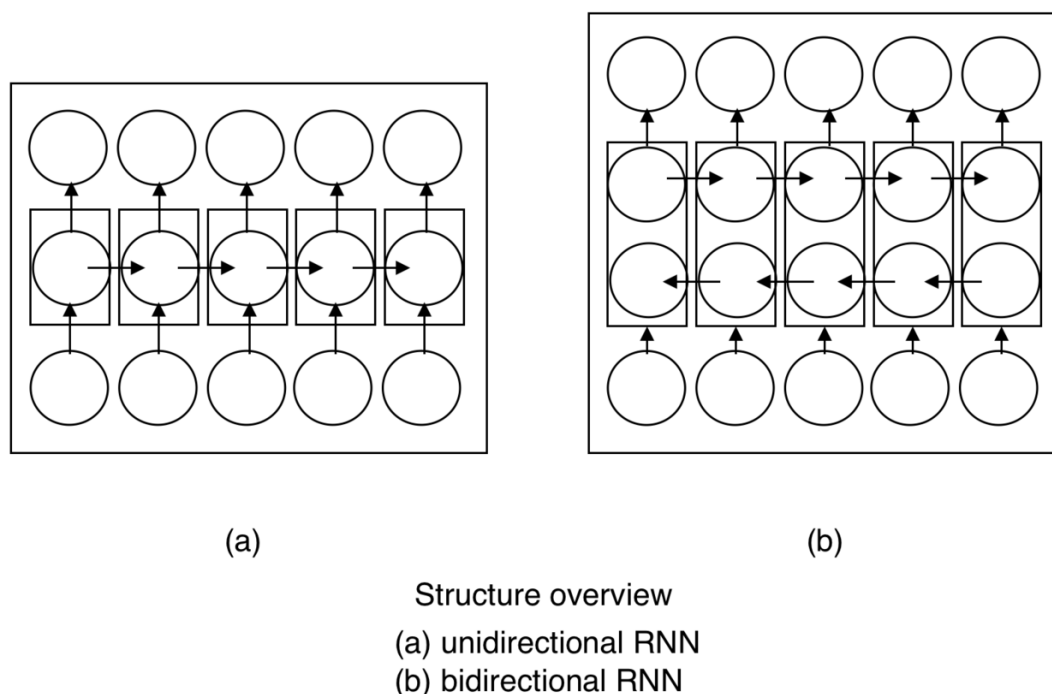 (a)
(b)
Structure overview
(a) unidirectional RNN
(b) bidirectional RNN